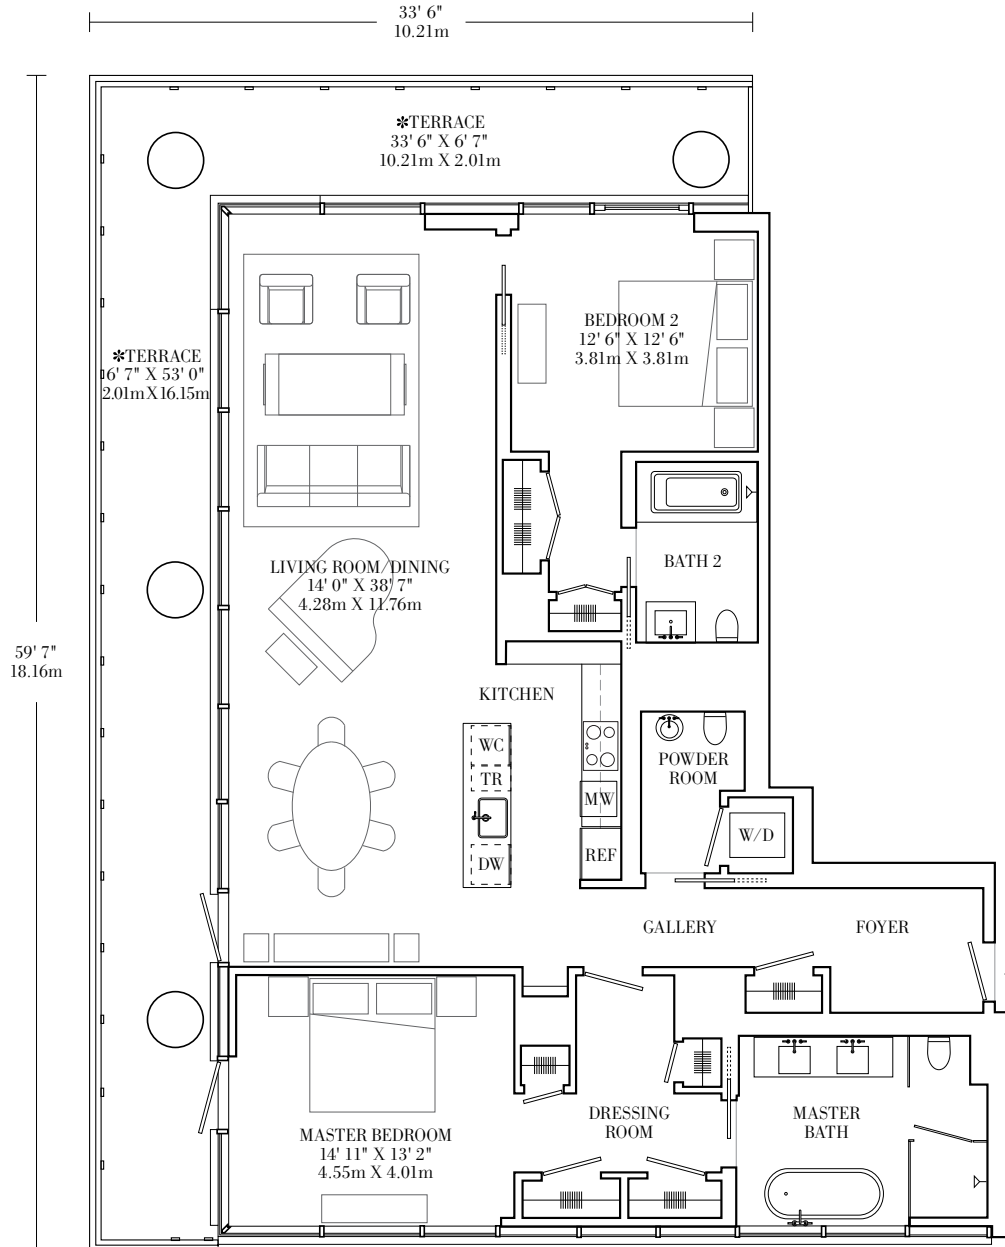 33' 6"
10.21m
✽TERRACE
33' 6" X 6' 7"
10.21m X 2.01m
BEDROOM 2
12' 6" X 12' 6"
3.81m X 3.81m
✽TERRACE
6' 7" X 53' 0"
2.01m X 16.15m
BATH 2
LIVING ROOM/DINING
14' 0" X 38' 7"
4.28m X 11.76m
59' 7"
18.16m
KITCHEN
WC
TR
DW
MW
REF
POWDER
ROOM
W/D
GALLERY
FOYER
DRESSING
ROOM
MASTER
BATH
MASTER BEDROOM
14' 11" X 13' 2"
4.55m X 4.01m